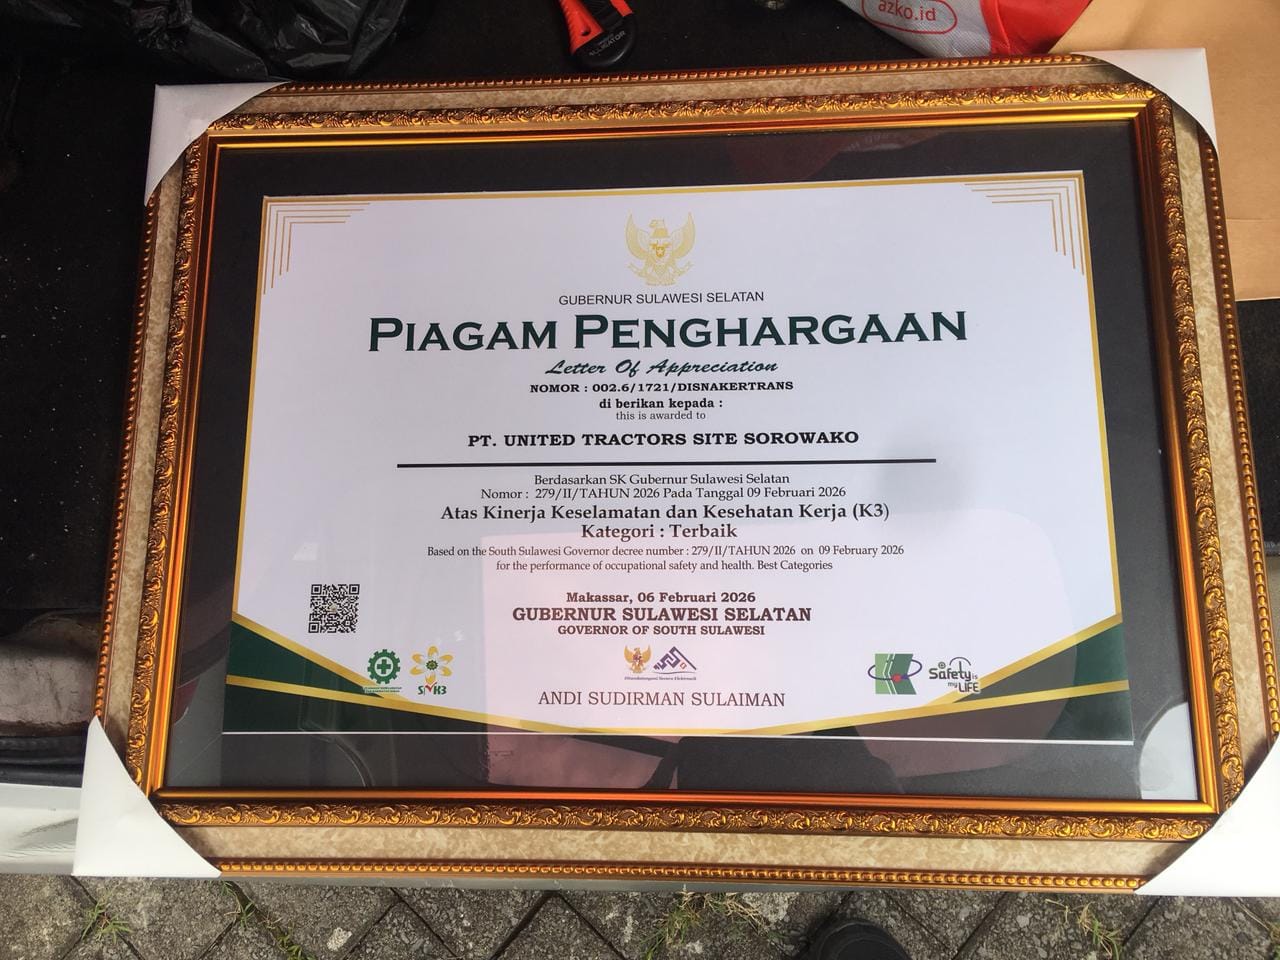 azko.id
ALLIGATOR
GUBERNUR SULAWESI SELATAN
PIAGAM PENGHARGAAN
Letter Of Appreciation
NOMOR : 002.6/1721/DISNAKERTRANS
di berikan kepada :
this is awarded to
PT. UNITED TRACTORS SITE SOROWAKO
Berdasarkan SK Gubernur Sulawesi Selatan
Nomor : 279/II/TAHUN 2026 Pada Tanggal 09 Februari 2026
Atas Kinerja Keselamatan dan Kesehatan Kerja (K3)
Kategori : Terbaik
Based on the South Sulawesi Governor decree number : 279/II/TAHUN 2026 on 09 February 2026
for the performance of occupational safety and health. Best Categories
Makassar, 06 Februari 2026
GUBERNUR SULAWESI SELATAN
GOVERNOR OF SOUTH SULAWESI
Ditandatangani Secara Elektronik
SMK3
Safety is
my LiFE
ANDI SUDIRMAN SULAIMAN